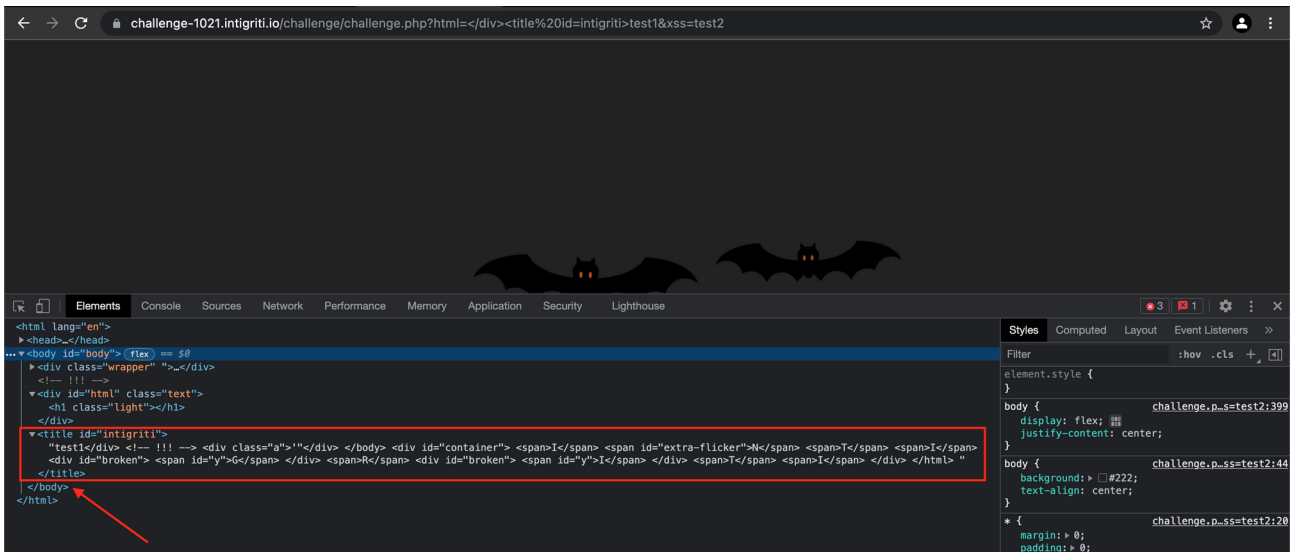 challenge-1021.intigriti.io/challenge/challenge.php?html=</div><title%20id=intigriti>test1&xss=test2
Elements Console Sources Network Performance Memory Application Security Lighthouse 3 1
<html lang="en">
▶<head>…</head>
…▼<body id="body"> flex == $0
▶<div class="wrapper" ">…</div>
<!-- !!! -->
▼<div id="html" class="text">
<h1 class="light"></h1>
</div>
▼<title id="intigriti">
"test1</div> <!-- !!! --> <div class="a">'"</div> </body> <div id="container"> <span>I</span> <span id="extra-flicker">N</span> <span>T</span> <span>I</span>
<div id="broken"> <span id="y">G</span> </div> <span>R</span> <div id="broken"> <span id="y">I</span> </div> <span>T</span> <span>I</span> </div> </html> "
</title>
</body>
</html>
Styles Computed Layout Event Listeners »
Filter :hov .cls +
element.style {
}
body { challenge.p…s=test2:399
display: flex;
justify-content: center;
}
body { challenge.p…ss=test2:44
background: ▶ #222;
text-align: center;
}
* { challenge.p…ss=test2:20
margin: ▶ 0;
padding: ▶ 0;